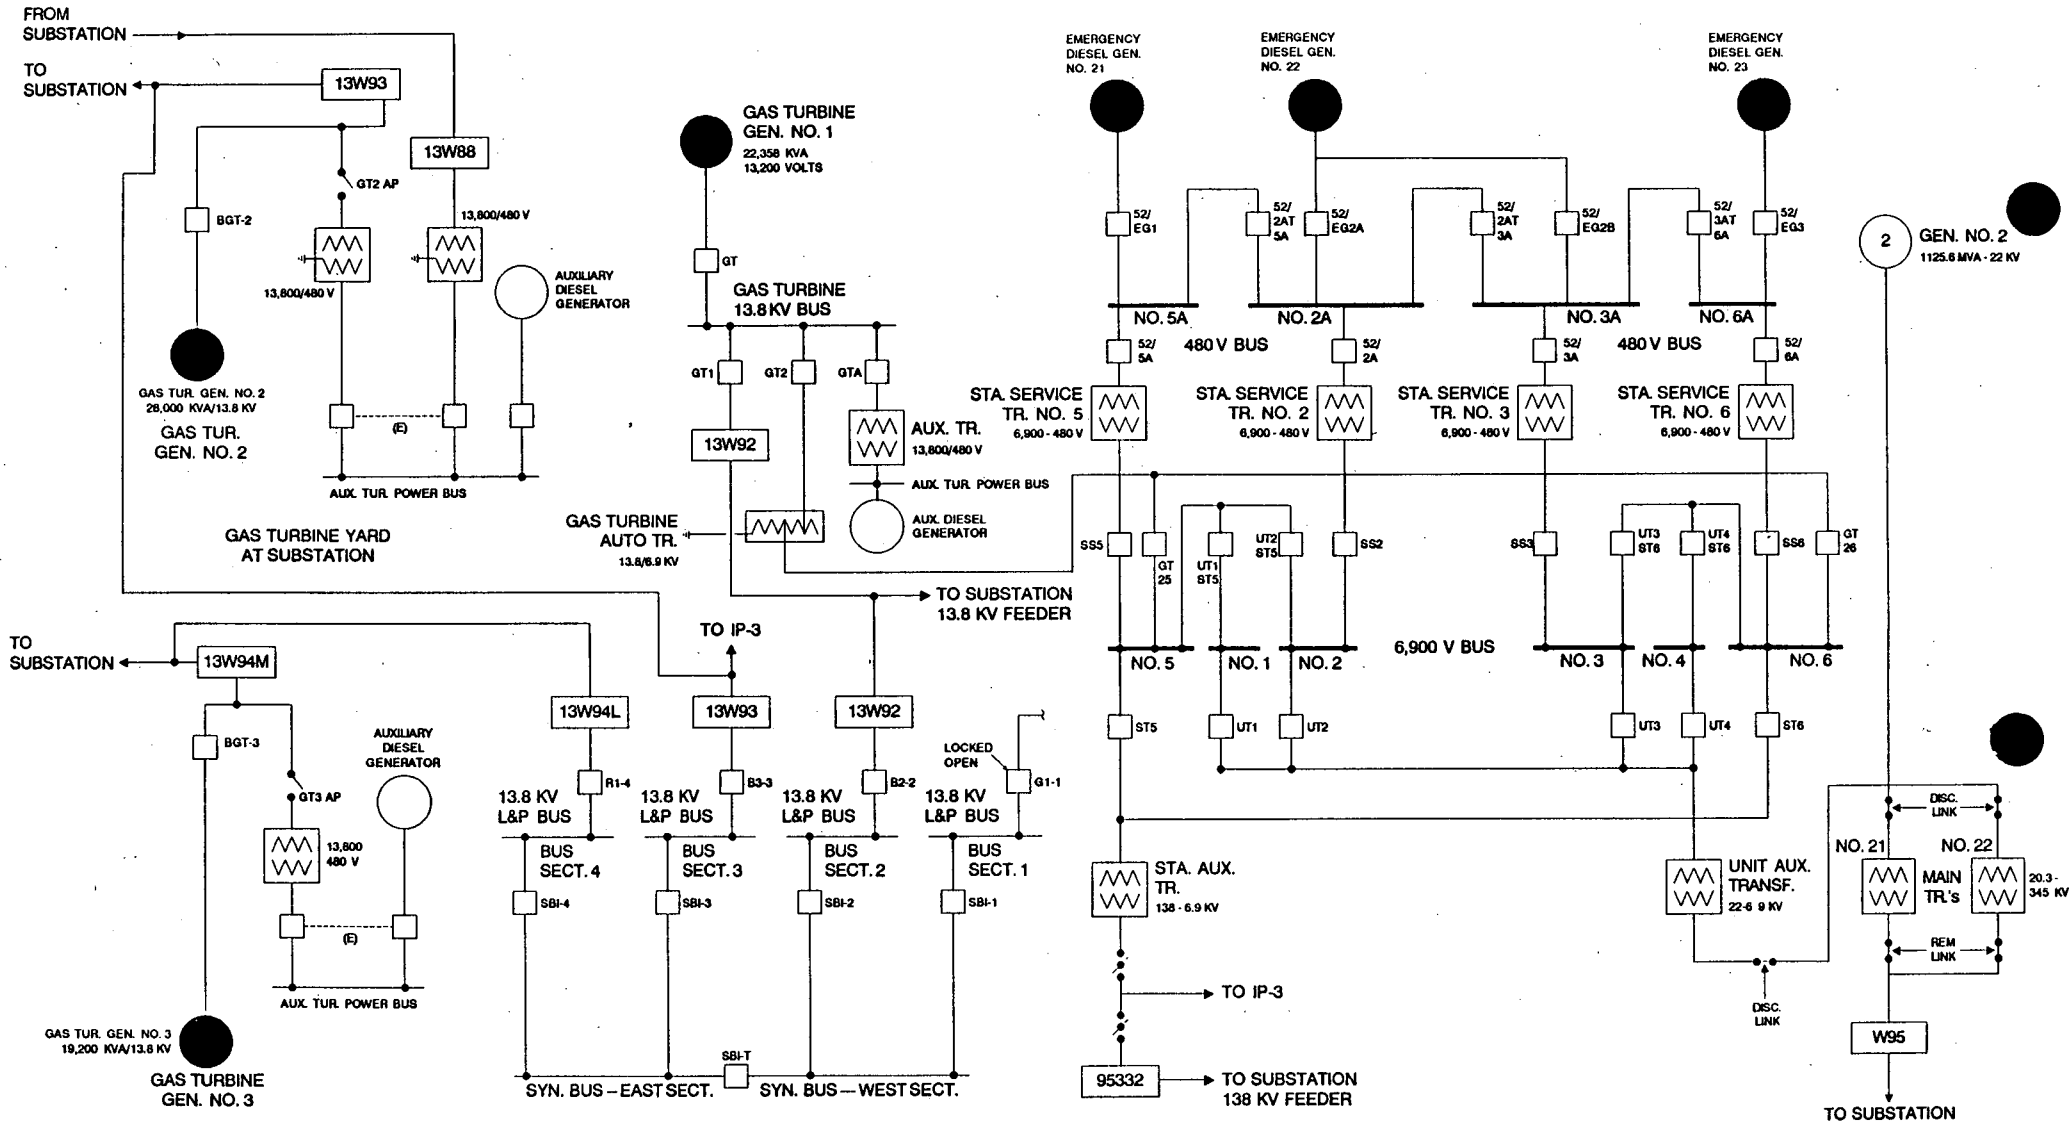 FROM
SUBSTATION
TO
SUBSTATION
13W93
13W88
GT2 AP
BGT-2
13,800/480 V
13,800/480 V
AUXILIARY
DIESEL
GENERATOR
GAS TUR. GEN. NO. 2
28,000 KVA/13.8 KV
GAS TUR.
GEN. NO. 2
(E)
AUX. TUR. POWER BUS
GAS TURBINE YARD
AT SUBSTATION
GAS TURBINE
GEN. NO. 1
22,358 KVA
13,200 VOLTS
GT
GAS TURBINE
13.8 KV BUS
GT1
GT2
GTA
13W92
AUX. TR.
13,800/480 V
AUX. TUR. POWER BUS
GAS TURBINE
AUTO TR.
13.8/6.9 KV
AUX. DIESEL
GENERATOR
TO SUBSTATION
13.8 KV FEEDER
EMERGENCY
DIESEL GEN.
NO. 21
EMERGENCY
DIESEL GEN.
NO. 22
EMERGENCY
DIESEL GEN.
NO. 23
52/
EG1
52/
2AT
5A
52/
EG2A
52/
2AT
3A
52/
EG2B
52/
3AT
6A
52/
EG3
NO. 5A
NO. 2A
NO. 3A
NO. 6A
52/
5A
480 V BUS
52/
2A
52/
3A
480 V BUS
52/
6A
STA. SERVICE
TR. NO. 5
6,900 - 480 V
STA. SERVICE
TR. NO. 2
6,900 - 480 V
STA. SERVICE
TR. NO. 3
6,900 - 480 V
STA. SERVICE
TR. NO. 6
6,900 - 480 V
2
GEN. NO. 2
1125.6 MVA - 22 KV
SS5
GT
25
UT1
ST5
UT2
ST5
SS2
SS3
UT3
ST6
UT4
ST6
SS6
GT
26
6,900 V BUS
NO. 5
NO. 1
NO. 2
NO. 3
NO. 4
NO. 6
ST5
UT1
UT2
UT3
UT4
ST6
STA. AUX.
TR.
138 - 6.9 KV
TO IP-3
95332
TO SUBSTATION
138 KV FEEDER
UNIT AUX.
TRANSF.
22-6 9 KV
DISC.
LINK
DISC.
LINK
NO. 21
NO. 22
MAIN
TR.'s
20.3 -
345 KV
REM
LINK
W95
TO SUBSTATION
TO
SUBSTATION
13W94M
BGT-3
GT3 AP
AUXILIARY
DIESEL
GENERATOR
13,800
480 V
(E)
AUX. TUR. POWER BUS
GAS TUR. GEN. NO. 3
19,200 KVA/13.8 KV
GAS TURBINE
GEN. NO. 3
TO IP-3
13W94L
13W93
13W92
LOCKED
OPEN
R1-4
B3-3
B2-2
G1-1
13.8 KV
L&P BUS
13.8 KV
L&P BUS
13.8 KV
L&P BUS
13.8 KV
L&P BUS
BUS
SECT. 4
BUS
SECT. 3
BUS
SECT. 2
BUS
SECT. 1
SBI-4
SBI-3
SBI-2
SBI-1
SBI-T
SYN. BUS – EAST SECT.
SYN. BUS — WEST SECT.